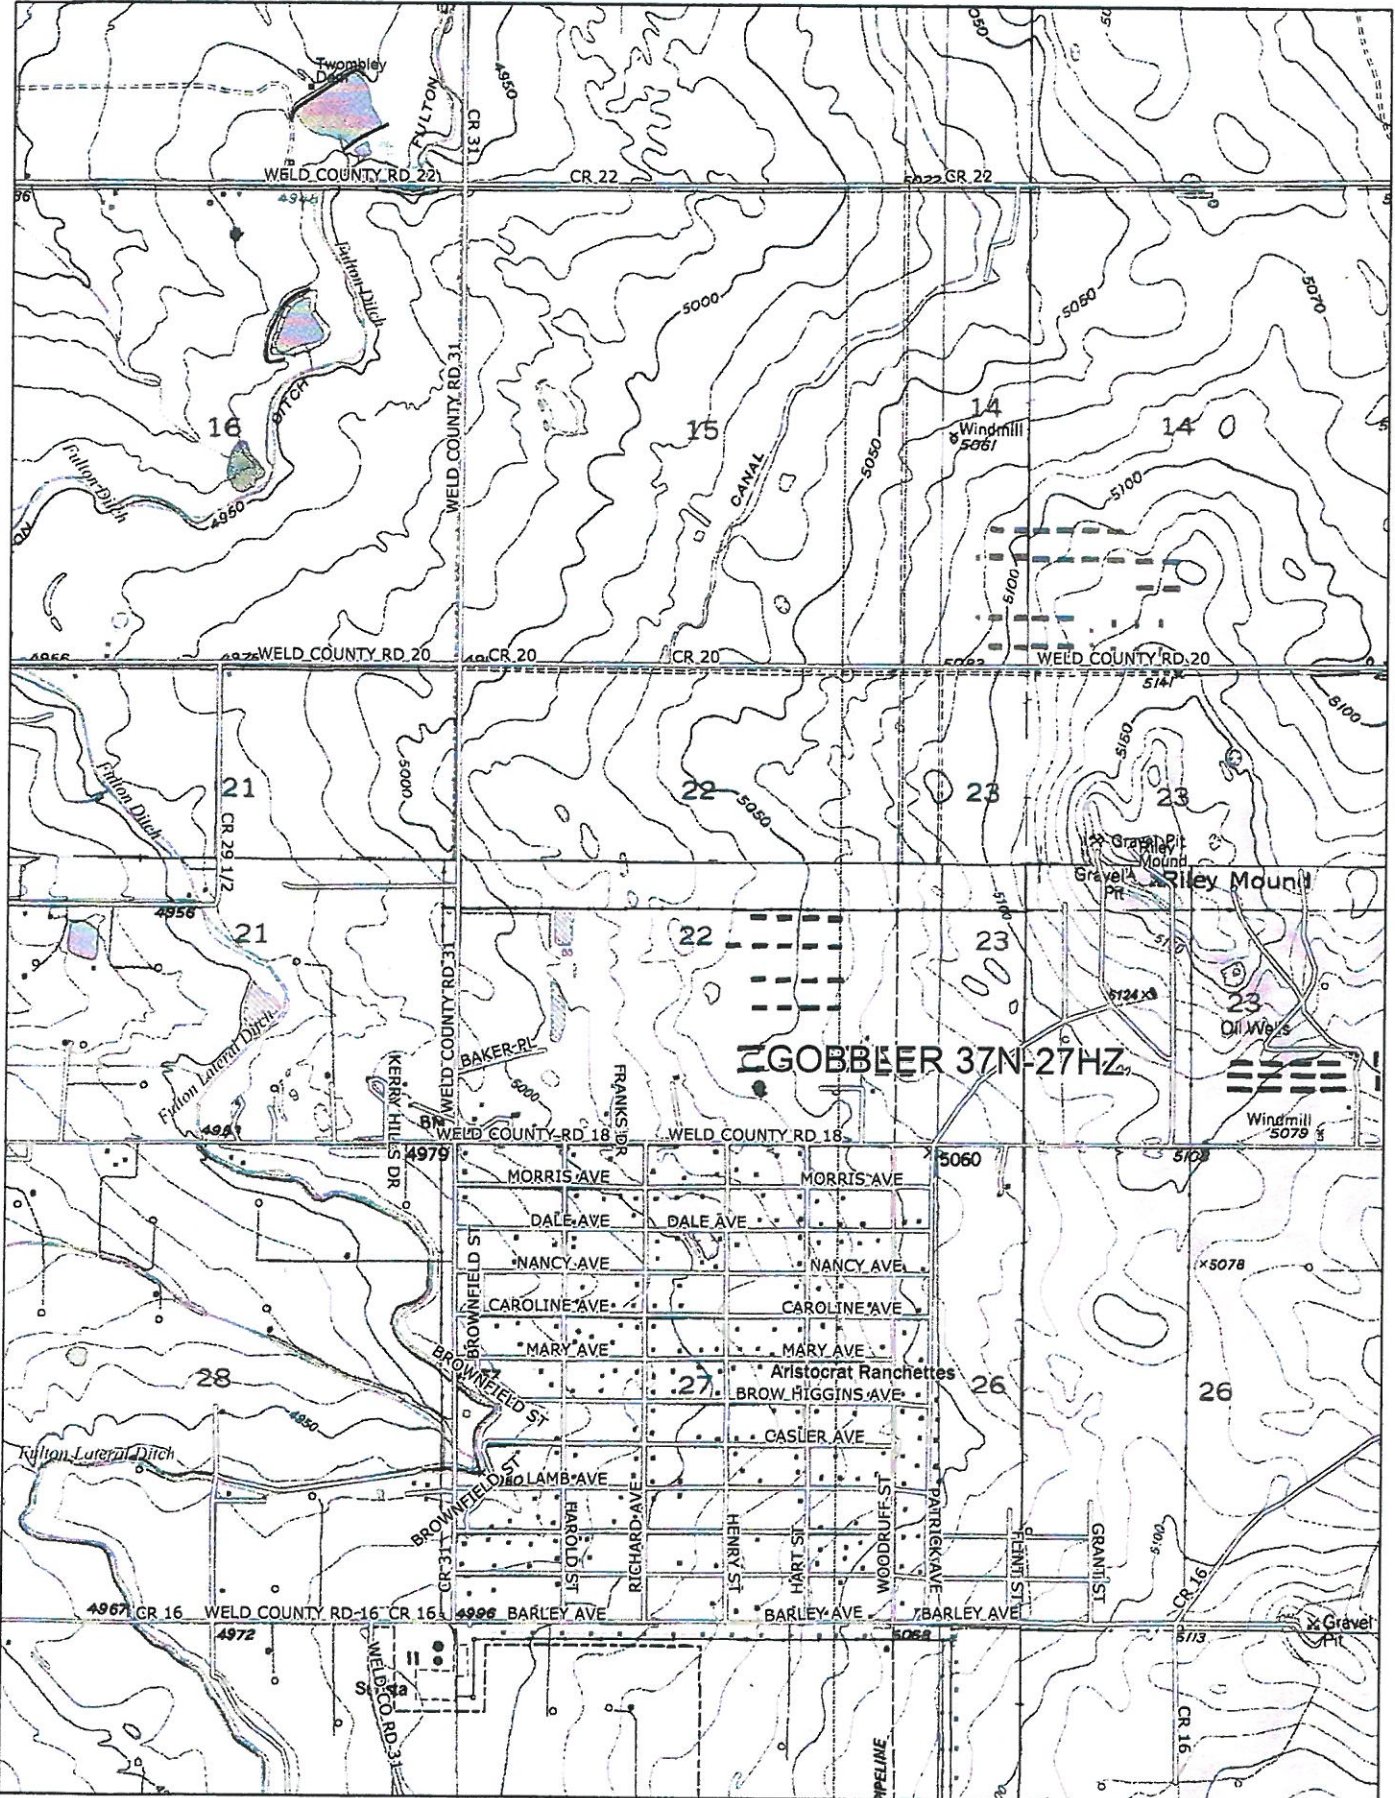 Twombley
FULTON
CR 31
4950
5050
WELD COUNTY RD 22
CR 22
5022 CR 22
Fulton Ditch
5000
5050
5070
WELD COUNTY RD 31
DITCH
16
15
14
Windmill
5061
14
CANAL
5050
Fulton Ditch
4950
5100
5100
4966
WELD COUNTY RD 20
CR 20
CR 20
WELD COUNTY RD 20
5141
5100
5150
5000
21
22
5050
23
23
Fulton Ditch
CR 29 1/2
Gravel Pit
Riley
Mound
Gravel
Pit
Riley Mound
4956
21
22
23
5100
WELD COUNTY RD 31
5124
23
Oil Wells
Fulton Lateral Ditch
KERRY HILLS DR
BAKER PL
5000
FRANKS DR
GOBBLER 37N-27HZ
Windmill
5079
WELD COUNTY RD 18
WELD COUNTY RD 18
4979
5060
5108
MORRIS AVE
MORRIS AVE
DALE AVE
DALE AVE
NANCY AVE
NANCY AVE
5078
BROWNFIELD ST
CAROLINE AVE
CAROLINE AVE
MARY AVE
MARY AVE
BROWNFIELD ST
Aristocrat Ranchettes
28
27
BROW HIGGINS AVE
26
26
4950
CASLER AVE
Fulton Lateral Ditch
LAMB AVE
BROWNFIELD ST
CR 31
HAROLD ST
RICHARD AVE
HENRY ST
HART ST
WOODRUFF ST
PATRICK AVE
FLINT ST
GRANT ST
5100
CR 16
4967
CR 16
WELD COUNTY RD 16
CR 16
4996
BARLEY AVE
BARLEY AVE
BARLEY AVE
4972
5068
5113
Gravel
Pit
WELD CO RD 31
PIPELINE
CR 16